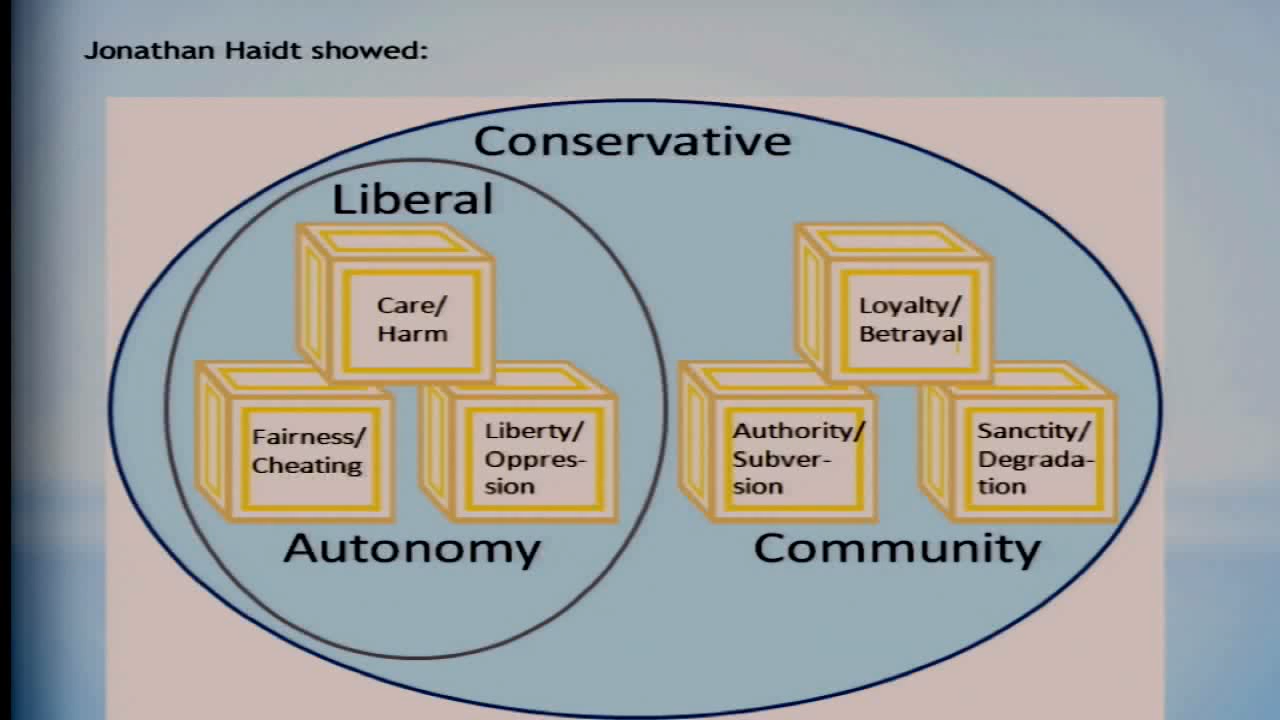 Jonathan Haidt showed:
Conservative
Liberal
Care/
Harm
Fairness/
Cheating
Liberty/
Oppres-
sion
Autonomy
Loyalty/
Betrayal
Authority/
Subver-
sion
Sanctity/
Degrada-
tion
Community